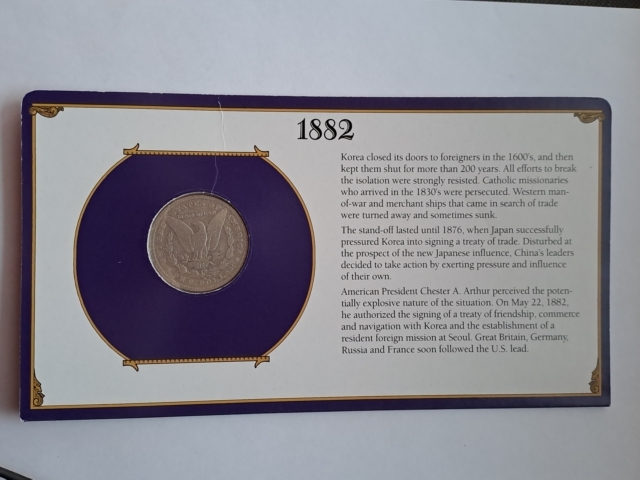 1882
Korea closed its doors to foreigners in the 1600's, and then
kept them shut for more than 200 years. All efforts to break
the isolation were strongly resisted. Catholic missionaries
who arrived in the 1830's were persecuted. Western man-
of-war and merchant ships that came in search of trade
were turned away and sometimes sunk.
The stand-off lasted until 1876, when Japan successfully
pressured Korea into signing a treaty of trade. Disturbed at
the prospect of the new Japanese influence, China's leaders
decided to take action by exerting pressure and influence
of their own.
American President Chester A. Arthur perceived the poten-
tially explosive nature of the situation. On May 22, 1882,
he authorized the signing of a treaty of friendship, commerce
and navigation with Korea and the establishment of a
resident foreign mission at Seoul. Great Britain, Germany,
Russia and France soon followed the U.S. lead.